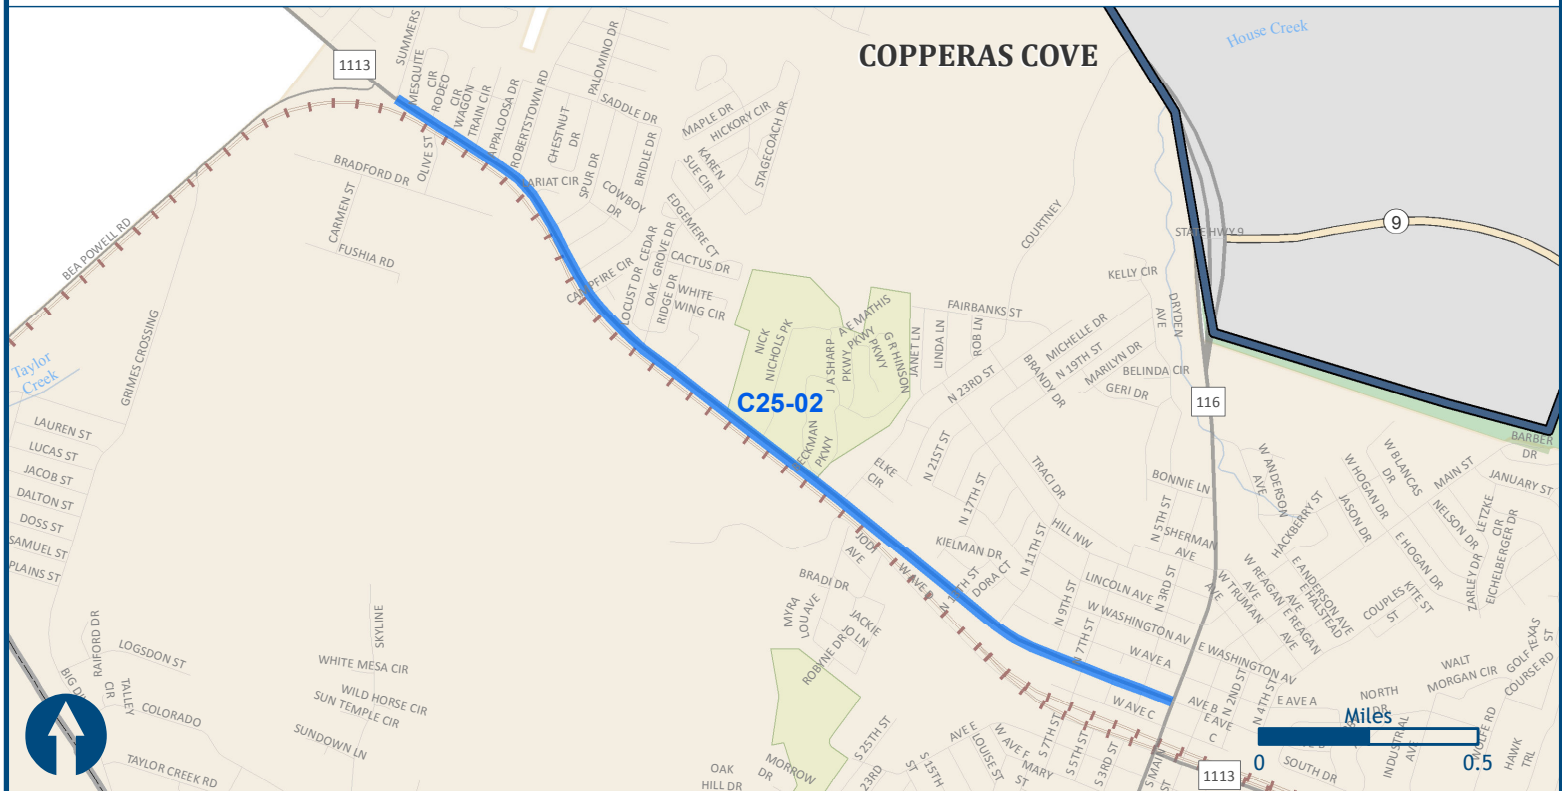 COPPERAS COVE
House Creek
1113
SUMMERS
MESQUITE
CIR
RODEO
CIR
WAGON
TRAIN CIR
APPALOOSA DR
ROBERTSTOWN RD
PALOMINO DR
SADDLE DR
CHESTNUT
DR
SPUR DR
BRIDLE DR
MAPLE DR
HICKORY CIR
KAREN
SUE CIR
STAGECOACH DR
OLIVE ST
BRADFORD DR
ARIAT CIR
COWBOY
DR
CARMEN ST
FUSHIA RD
BEA POWELL RD
EDGEMERE CT
COURTNEY
STATE HWY 9
9
CAMPFIRE CIR
LOCUST DR
CEDAR
GROVE DR
OAK
RIDGE DR
CACTUS DR
WHITE
WING CIR
KELLY CIR
DRYDEN
AVE
FAIRBANKS ST
A E MATHIS
PKWY
NICK
NICHOLS PK
J A SHARP
PKWY
G R HINSON
PKWY
JANET LN
LINDA LN
ROB LN
MICHELLE DR
N 19TH ST
MARILYN DR
BRANDY DR
BELINDA CIR
GERI DR
N 23RD ST
GRIMES CROSSING
Taylor
Creek
C25-02
116
LAUREN ST
LUCAS ST
JACOB ST
DALTON ST
DOSS ST
SAMUEL ST
PLAINS ST
ECKMAN
PKWY
ELKE
CIR
N 21ST ST
N 17TH ST
TRACI DR
BONNIE LN
N 5TH ST
W ANDERSON
AVE
HACKBERRY ST
W HOGAN DR
JASON DR
W BLANCAS
DR
MAIN ST
NELSON DR
BARBER
DR
JANUARY ST
LETZKE
CIR
EICHELBERGER DR
ZARLEY DR
E HOGAN DR
KITE ST
COUPLES
ST
HILL NW
N 11TH ST
KIELMAN DR
DORA CT
JODI
AVE
W AVE B
SHERMAN
AVE
N 3RD ST
LINCOLN AVE
N 9TH ST
W WASHINGTON AV
N 7TH ST
W AVE A
E WASHINGTON AV
W TRUMAN
AVE
W REAGAN
AVE
E REAGAN
AVE
E HALSTEAD
AVE
E ANDERSON AVE
BRADI DR
MYRA
LOU AVE
JACKIE
JO LN
ROBYNE DR
SKYLINE
RAIFORD DR
CIR
LOGSDON ST
TALLEY
COLORADO
TAYLOR CREEK RD
WHITE MESA CIR
WILD HORSE CIR
SUN TEMPLE CIR
SUNDOWN LN
W AVE C
AVE B
E AVE
C
N 2ND ST
N 4TH ST
E AVE A
NORTH
DR
WALT
MORGAN CIR
GOLF
TEXAS
ST
COURSE RD
WOLFE RD
HAWK
TRL
INDUSTRIAL
AVE
SOUTH DR
Miles
0
0.5
S 25TH ST
23RD
ST
S 15TH
AVE E
W AVE F
LOUISE ST
MARY
ST
S 7TH ST
S 5TH ST
S 3RD ST
S MAIN
ST
1113
OAK
HILL DR
MORROW
DR